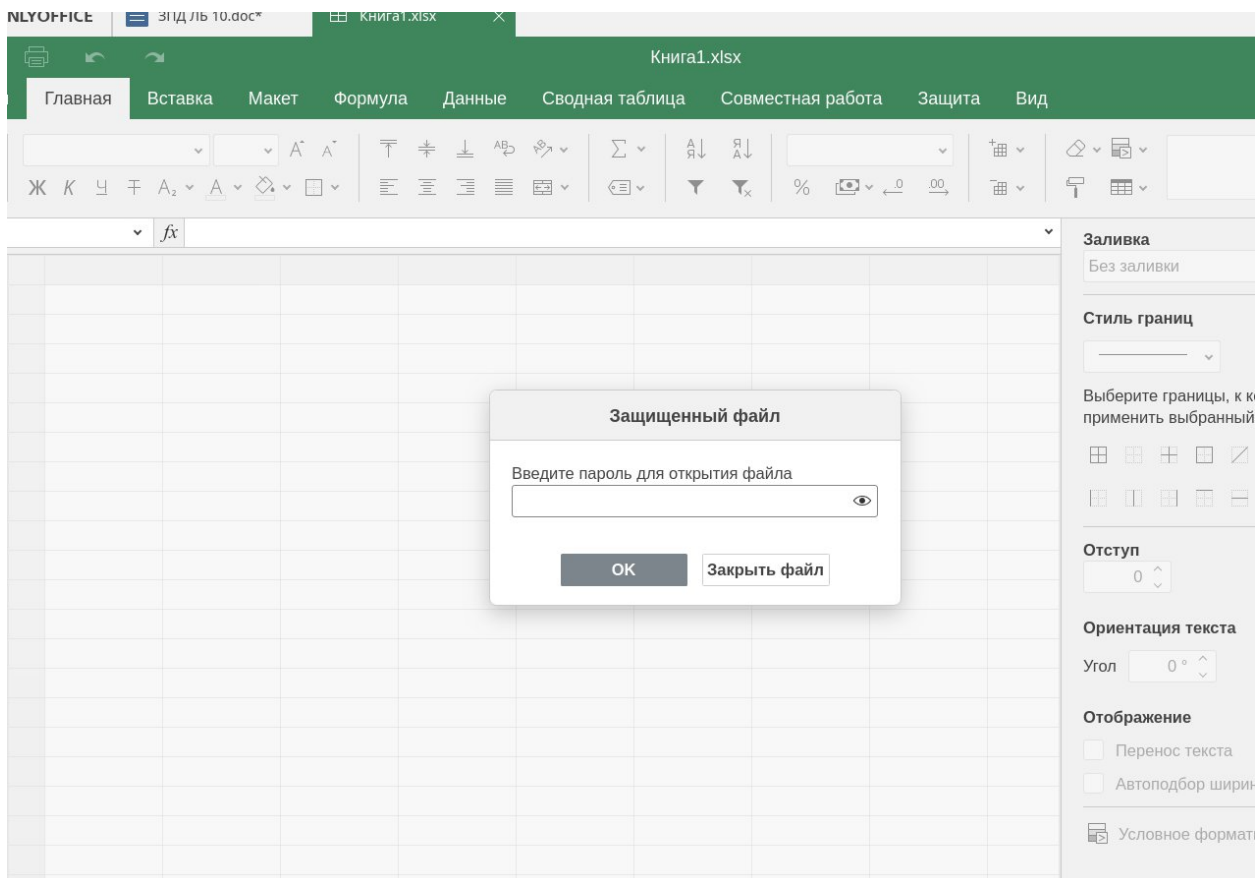 NLYOFFICE
ЗПД ЛБ 10.doc*
Книга1.xlsx
Книга1.xlsx
Главная Вставка Макет Формула Данные Сводная таблица Совместная работа Защита Вид
Ж К Ч
%
fx
Заливка
Без заливки
Стиль границ
Выберите границы, к к
применить выбранный
Защищенный файл
Введите пароль для открытия файла
OK
Закрыть файл
Отступ
0
Ориентация текста
Угол 0 °
Отображение
Перенос текста
Автоподбор ширин
Условное формат